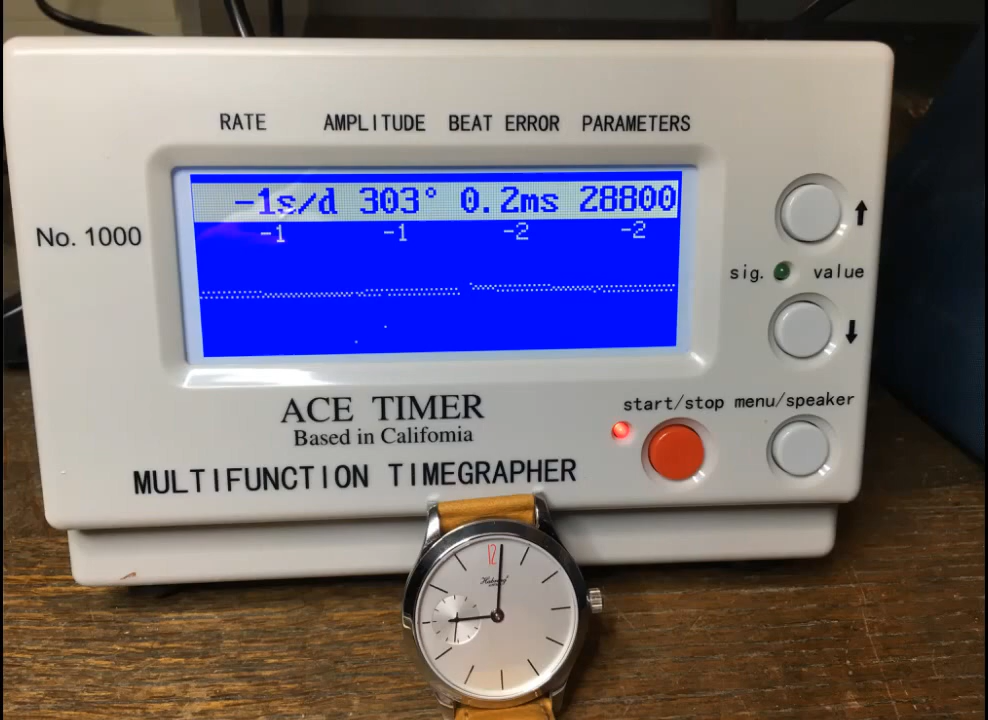 RATE AMPLITUDE BEAT ERROR PARAMETERS
-1s/d 303° 0.2ms 28800
-1 -1 -2 -2
No. 1000
sig. value
start/stop menu/speaker
ACE TIMER
Based in Califomia
MULTIFUNCTION TIMEGRAPHER
12